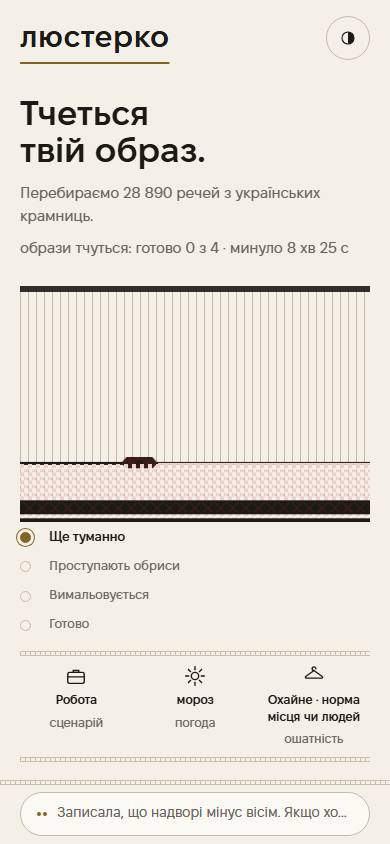 люстерко
Тчеться
твій образ.
Перебираємо 28 890 речей з українських
крамниць.
образи тчуться: готово 0 з 4 · минуло 8 хв 25 с
Ще туманно
Проступають обриси
Вимальовується
Готово
Робота
сценарій
мороз
погода
Охайне · норма
місця чи людей
ошатність
Записала, що надворі мінус вісім. Якщо хо...